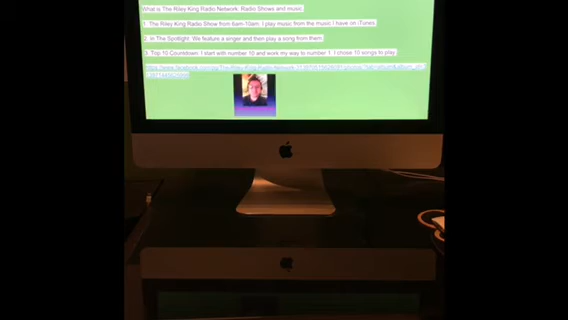 What is The Riley King Radio Network: Radio Shows and music.
1. The Riley King Radio Show from 6am-10am. I play music from the music I have on iTunes.
2. In The Spotlight: We feature a singer and then play a song from them.
3. Top 10 Countdown: I start with number 10 and work my way to number 1. I chose 10 songs to play.